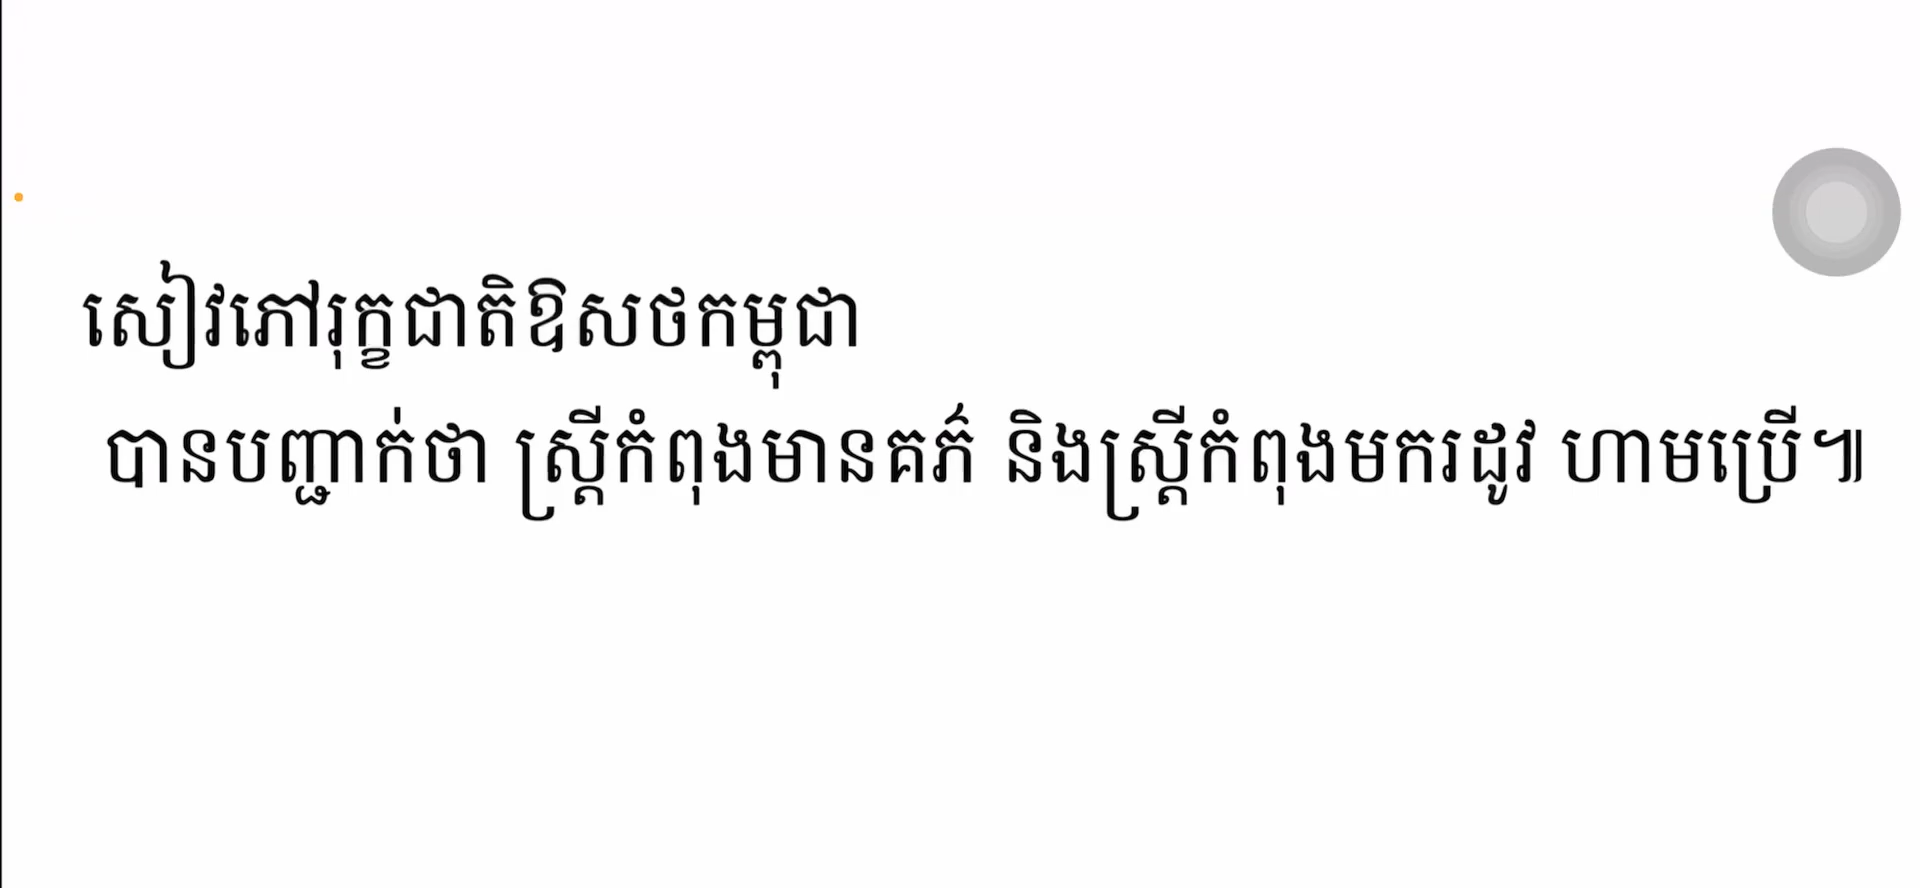 សៀវភៅរុក្ខជាតិឱសថកម្ពុជា
បានបញ្ជាក់ថា ស្ត្រីកំពុងមានគភ៌ និងស្ត្រីកំពុងមករដូវ ហាមប្រើ៕